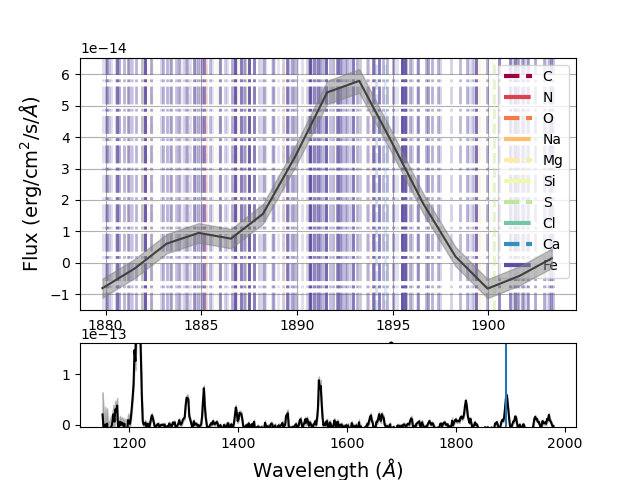 1e−14
6
5
4
3
2
1
0
−1
Flux (erg/cm²/s/Å)
C
N
O
Na
Mg
Si
S
Cl
Ca
Fe
1880 1885 1890 1895 1900
1e−13
1
0
1200 1400 1600 1800 2000
Wavelength (Å)